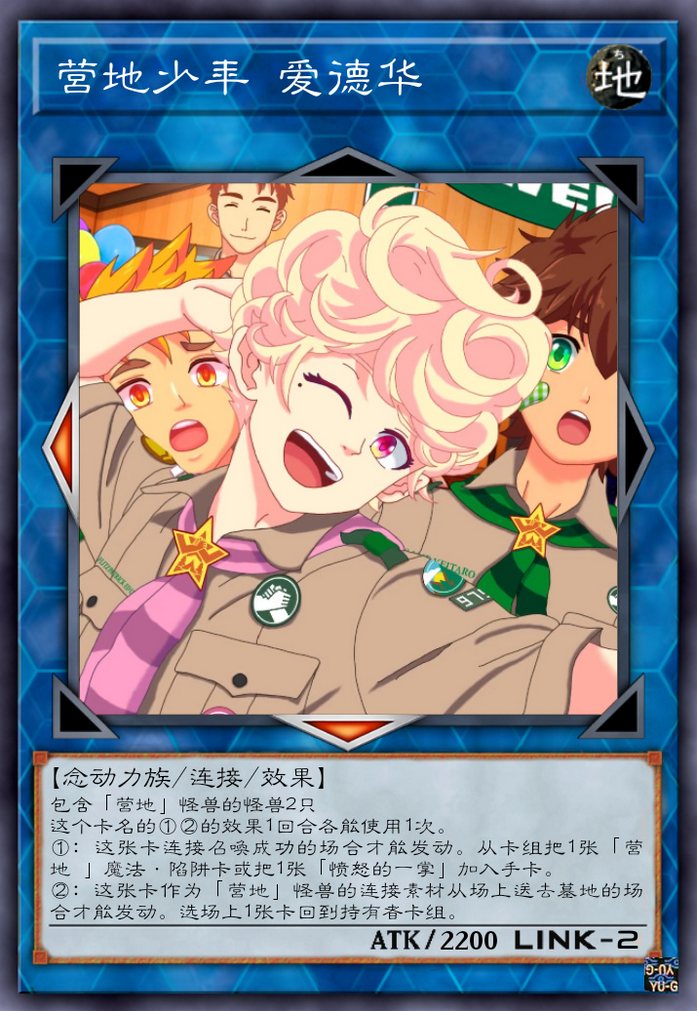 营地少年 爱德华
ち
地
KEITARO
【念动力族/连接/效果】
包含「营地」怪兽的怪兽2只
这个卡名的①②的效果1回合各能使用1次。
①：这张卡连接召唤成功的场合才能发动。从卡组把1张「营
地 」魔法·陷阱卡或把1张「愤怒的一掌」加入手卡。
②：这张卡作为「营地」怪兽的连接素材从场上送去墓地的场
合才能发动。选场上1张卡回到持有者卡组。
ATK/2200 LINK-2
YU-G